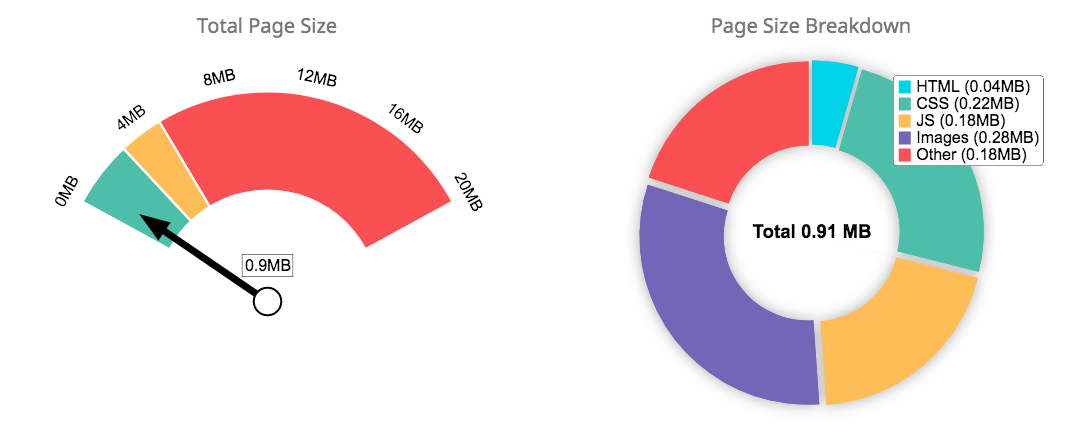 Total Page Size
0MB
4MB
8MB
12MB
16MB
20MB
0.9MB
Page Size Breakdown
HTML (0.04MB)
CSS (0.22MB)
JS (0.18MB)
Images (0.28MB)
Other (0.18MB)
Total 0.91 MB